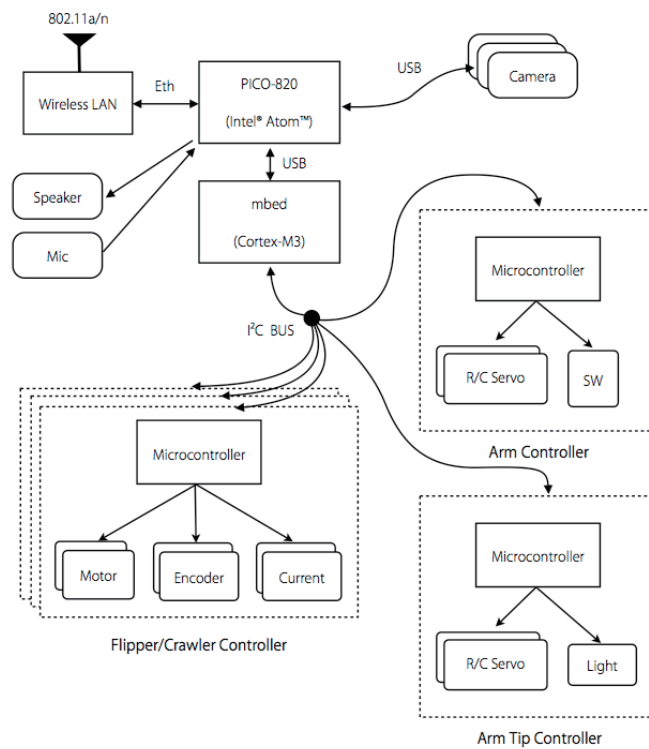 802.11a/n
Wireless LAN
Eth
PICO-820
(Intel® Atom™)
USB
Camera
USB
Speaker
Mic
mbed
(Cortex-M3)
I²C BUS
Microcontroller
R/C Servo
SW
Arm Controller
Microcontroller
Motor
Encoder
Current
Flipper/Crawler Controller
Microcontroller
R/C Servo
Light
Arm Tip Controller